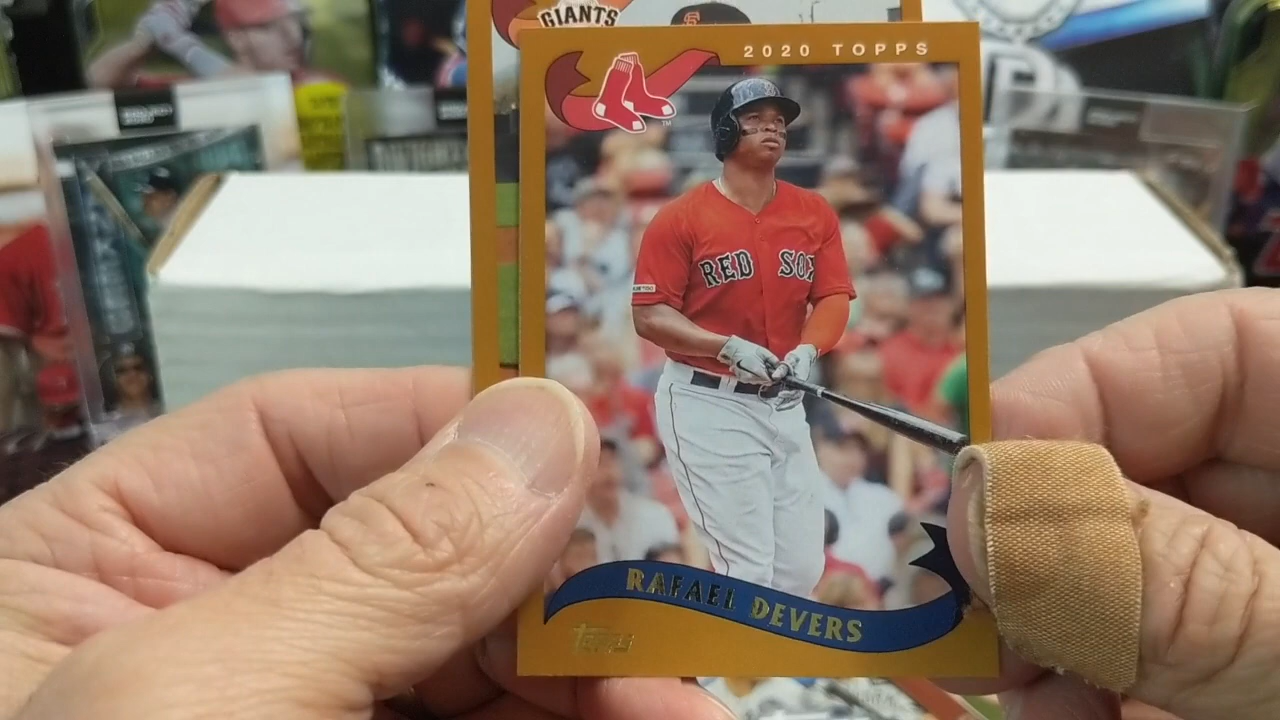 GIANTS
2020 TOPPS
RED SOX
RAFAEL DEVERS
Topps